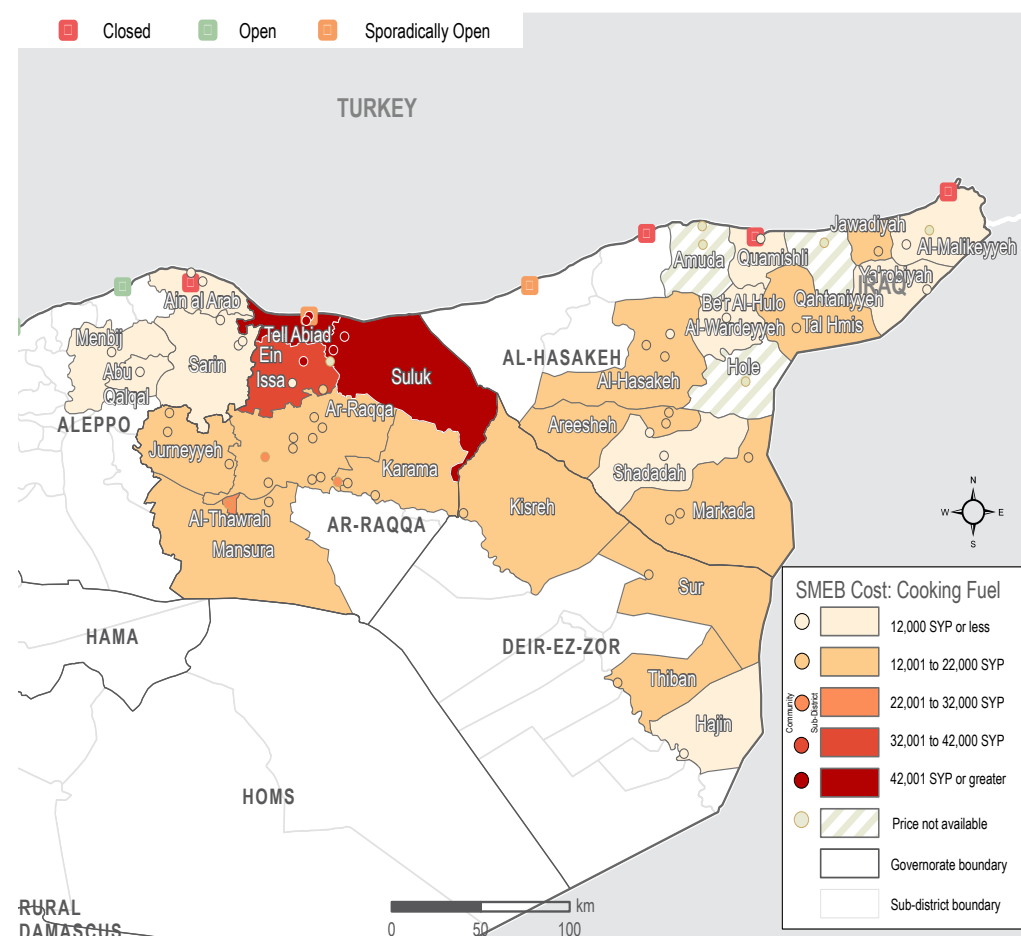 Closed
Open
Sporadically Open
TURKEY
Jawadiyah
Al-Malikeyyeh
Amuda
Quamishli
Ya'robiyah
IRAQ
Ain al Arab
Be'r Al-Hulo
Al-Wardeyyeh
Qahtaniyyeh
Tal Hmis
Menbij
Tell Abiad
Ein
Issa
Sarin
Abu
Qalqal
Suluk
AL-HASAKEH
Hole
Al-Hasakeh
ALEPPO
Ar-Raqqa
Areesheh
Jurneyyeh
Karama
Shadadah
Kisreh
Markada
Al-Thawrah
AR-RAQQA
Mansura
N
W
E
S
Sur
HAMA
DEIR-EZ-ZOR
Thiban
Hajin
HOMS
RURAL
DAMASCUS
km
0
50
100
SMEB Cost: Cooking Fuel
12,000 SYP or less
12,001 to 22,000 SYP
22,001 to 32,000 SYP
32,001 to 42,000 SYP
42,001 SYP or greater
Price not available
Governorate boundary
Sub-district boundary
Community
Sub-District